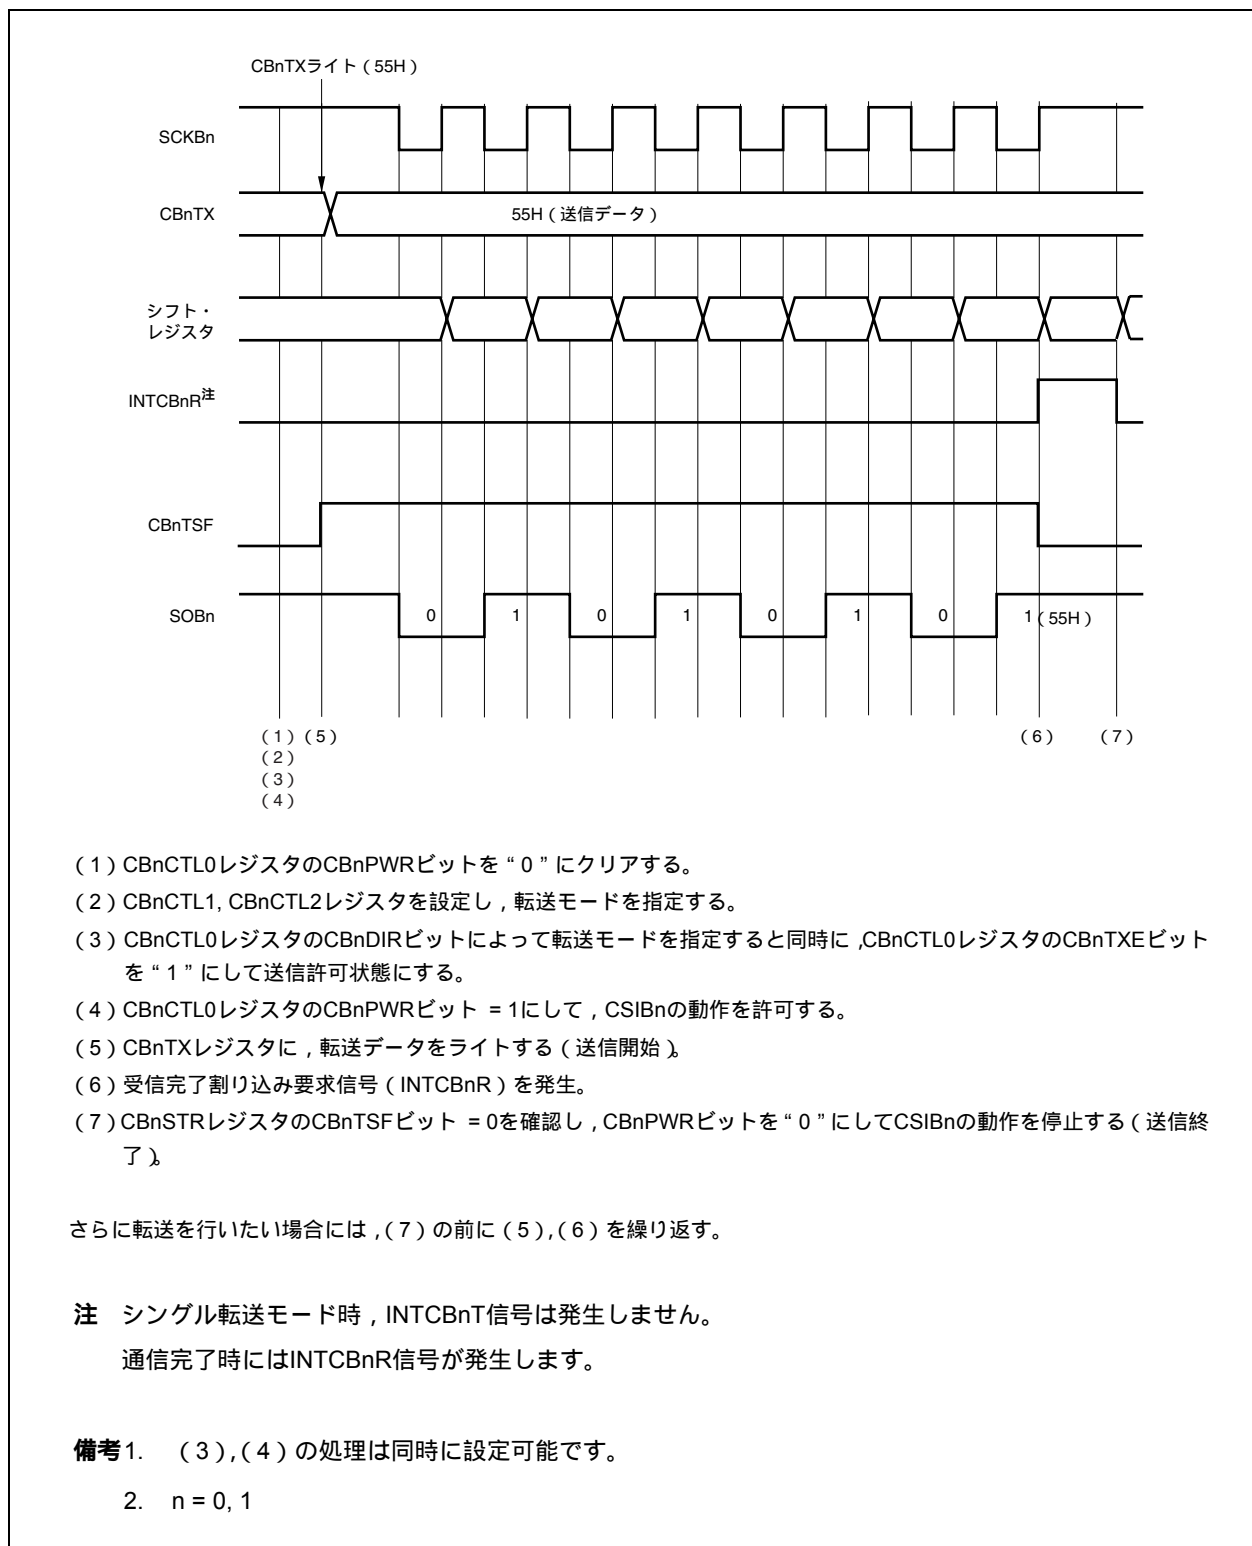 CBnTXライト（55H）
SCKBn
CBnTX
55H（送信データ）
シフト・
レジスタ
INTCBnR注
CBnTSF
SOBn
0 1 0 1 0 1 0 1（55H）
（1）（5）
（6） （7）
（2）
（3）
（4）
（1）CBnCTL0レジスタのCBnPWRビットを“0”にクリアする。
（2）CBnCTL1, CBnCTL2レジスタを設定し，転送モードを指定する。
（3）CBnCTL0レジスタのCBnDIRビットによって転送モードを指定すると同時に，CBnCTL0レジスタのCBnTXEビット
を“1”にして送信許可状態にする。
（4）CBnCTL0レジスタのCBnPWRビット = 1にして，CSIBnの動作を許可する。
（5）CBnTXレジスタに，転送データをライトする（送信開始）。
（6）受信完了割り込み要求信号（INTCBnR）を発生。
（7）CBnSTRレジスタのCBnTSFビット = 0を確認し，CBnPWRビットを“0”にしてCSIBnの動作を停止する（送信終
了）。
さらに転送を行いたい場合には，（7）の前に（5），（6）を繰り返す。
注 シングル転送モード時，INTCBnT信号は発生しません。
通信完了時にはINTCBnR信号が発生します。
備考1. （3），（4）の処理は同時に設定可能です。
2. n = 0, 1